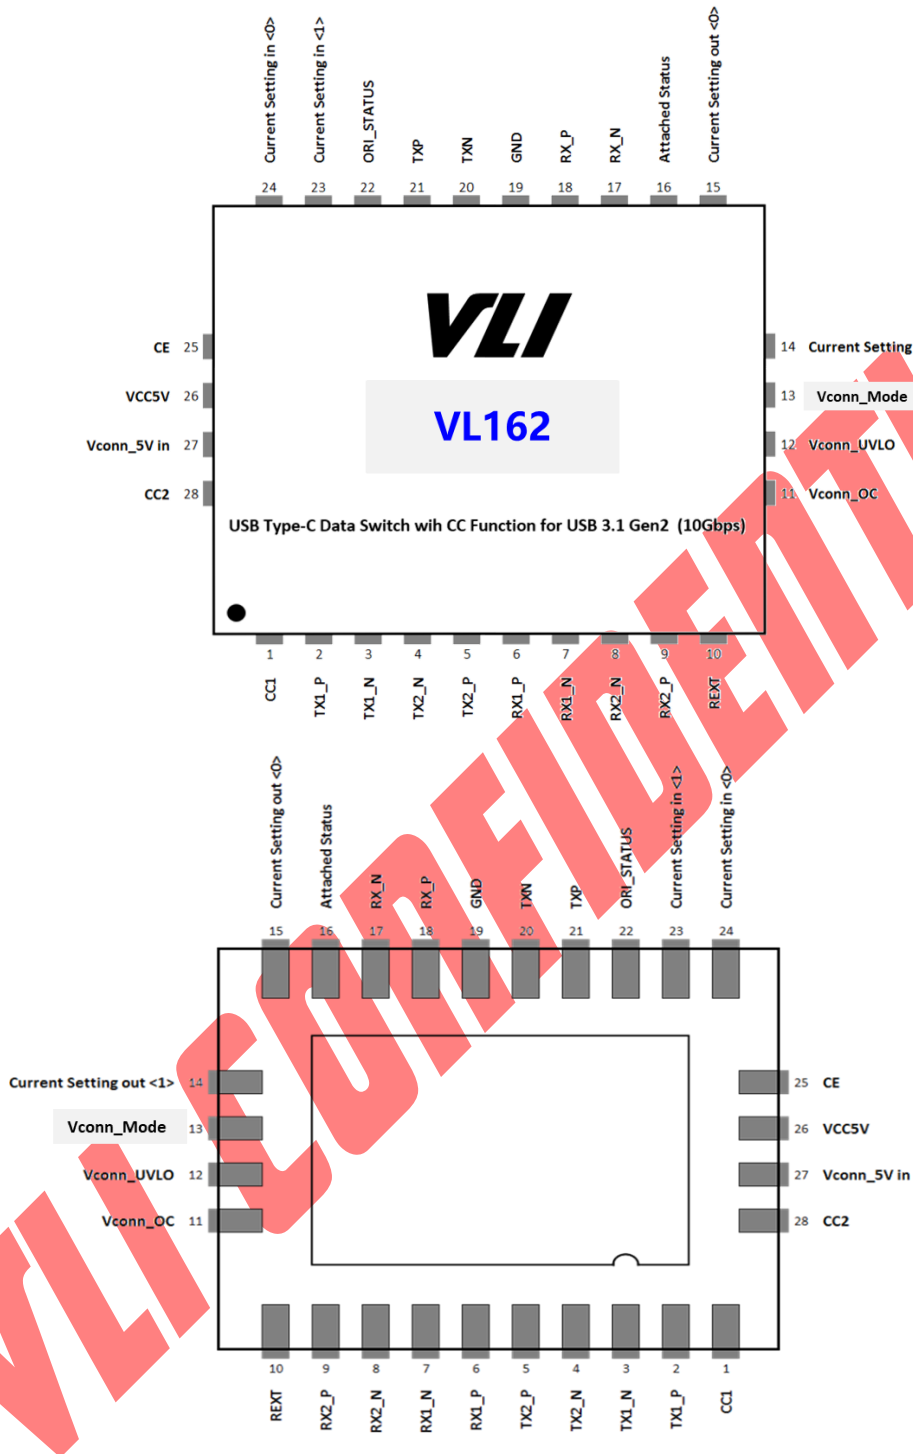 Current Setting in <0>
Current Setting in <1>
ORI_STATUS
TXP
TXN
GND
RX_P
RX_N
Attached Status
Current Setting out <0>
24 23 22 21 20 19 18 17 16 15
VLI
VL162
USB Type-C Data Switch wih CC Function for USB 3.1 Gen2 (10Gbps)
CE 25
VCC5V 26
Vconn_5V in 27
CC2 28
14 Current Setting
13 Vconn_Mode
12 Vconn_UVLO
11 Vconn_OC
1 2 3 4 5 6 7 8 9 10
CC1
TX1_P
TX1_N
TX2_N
TX2_P
RX1_P
RX1_N
RX2_N
RX2_P
REXT
Current Setting out <0>
Attached Status
RX_N
RX_P
GND
TXN
TXP
ORI_STATUS
Current Setting in <1>
Current Setting in <0>
15 16 17 18 19 20 21 22 23 24
Current Setting out <1> 14
Vconn_Mode 13
Vconn_UVLO 12
Vconn_OC 11
25 CE
26 VCC5V
27 Vconn_5V in
28 CC2
10 9 8 7 6 5 4 3 2 1
REXT
RX2_P
RX2_N
RX1_N
RX1_P
TX2_P
TX2_N
TX1_N
TX1_P
CC1
VLI CONFIDENT